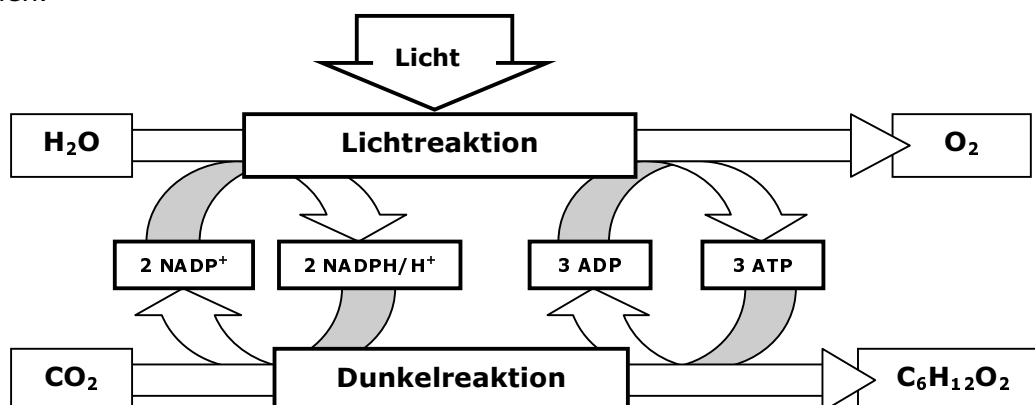 Licht
H₂O
Lichtreaktion
O₂
2 NADP⁺
2 NADPH/H⁺
3 ADP
3 ATP
CO₂
Dunkelreaktion
C₆H₁₂O₂